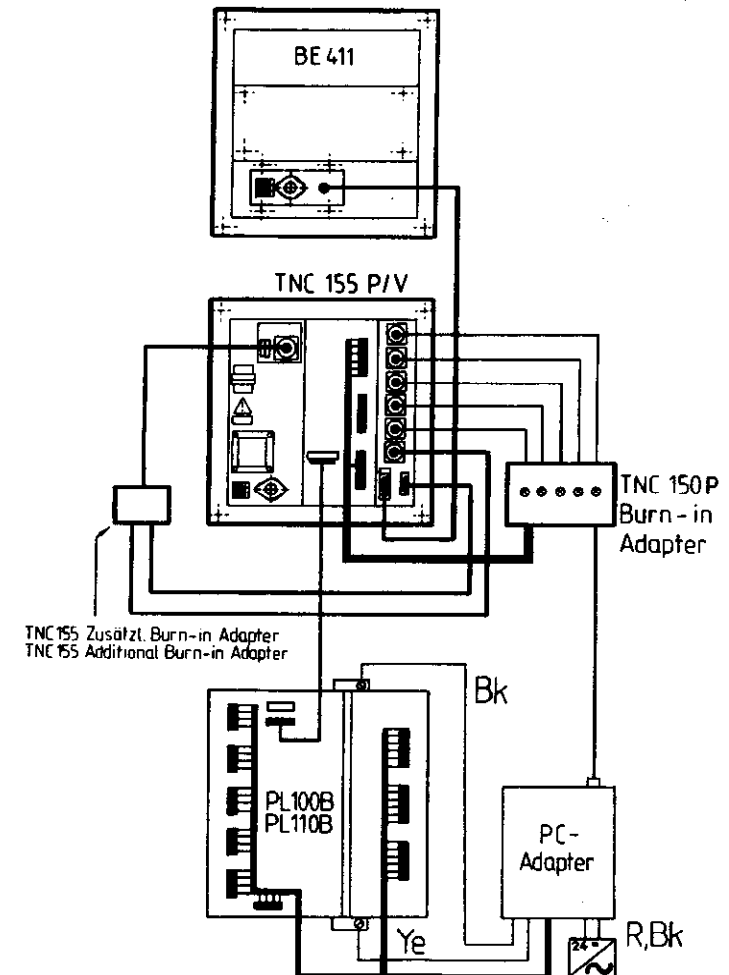 BE 411
TNC 155 P/V
TNC 150 P
Burn-in
Adapter
TNC 155 Zusätzl. Burn-in Adapter
TNC 155 Additional Burn-in Adapter
Bk
PL100B
PL110B
PC-
Adapter
Ye
24=
R,Bk